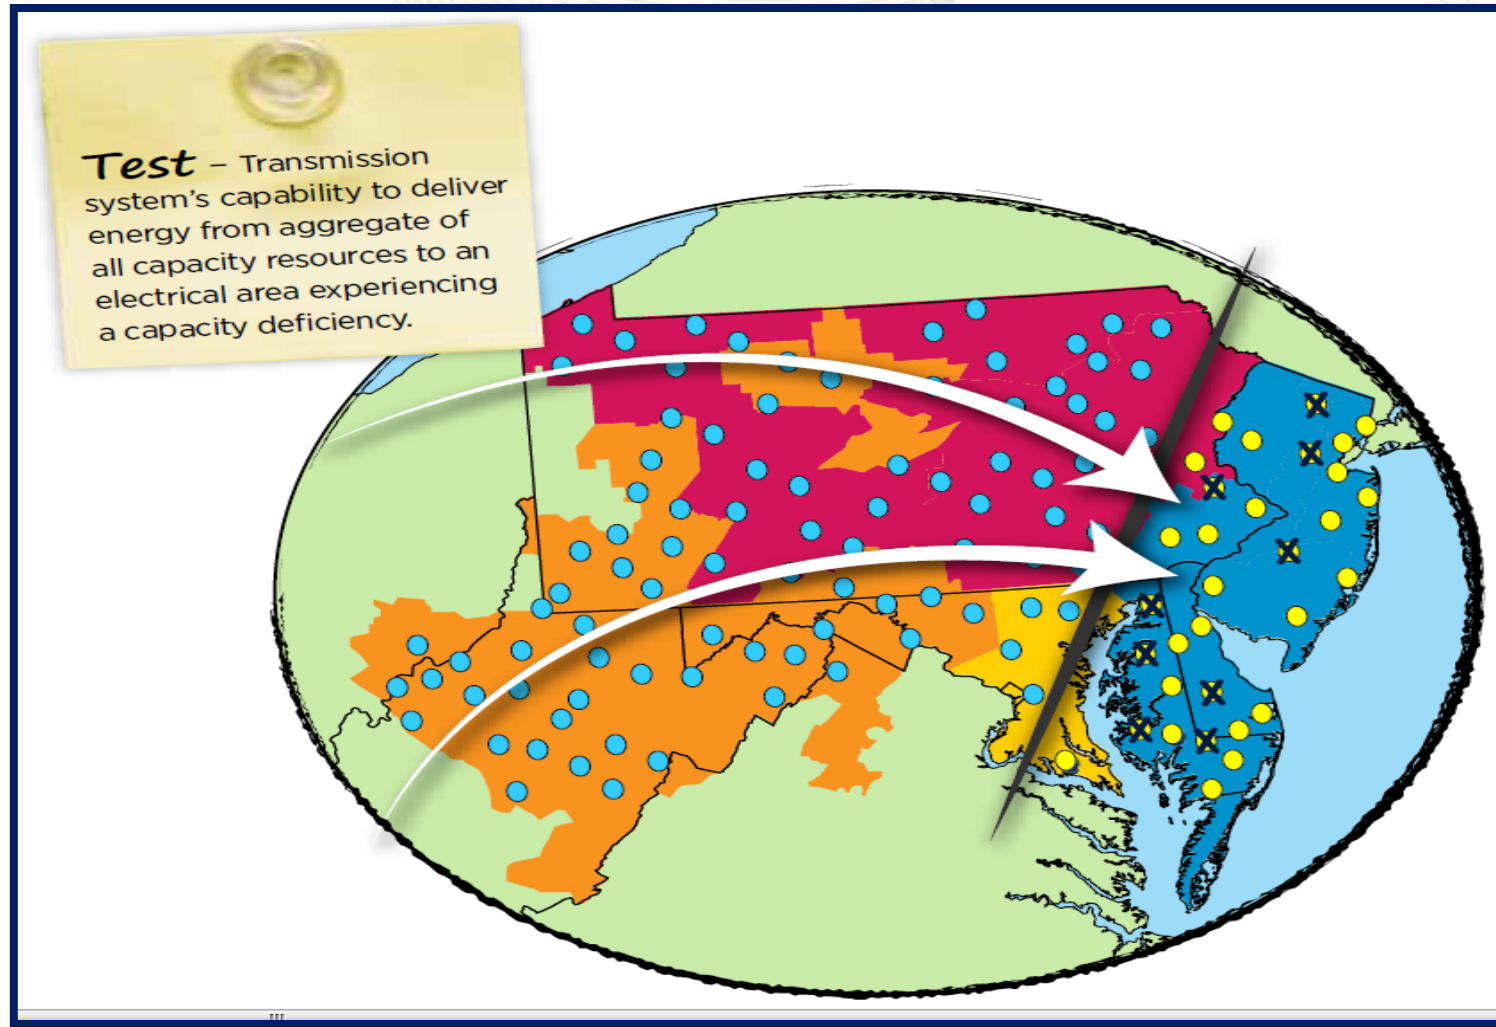 Test – Transmission
system's capability to deliver
energy from aggregate of
all capacity resources to an
electrical area experiencing
a capacity deficiency.